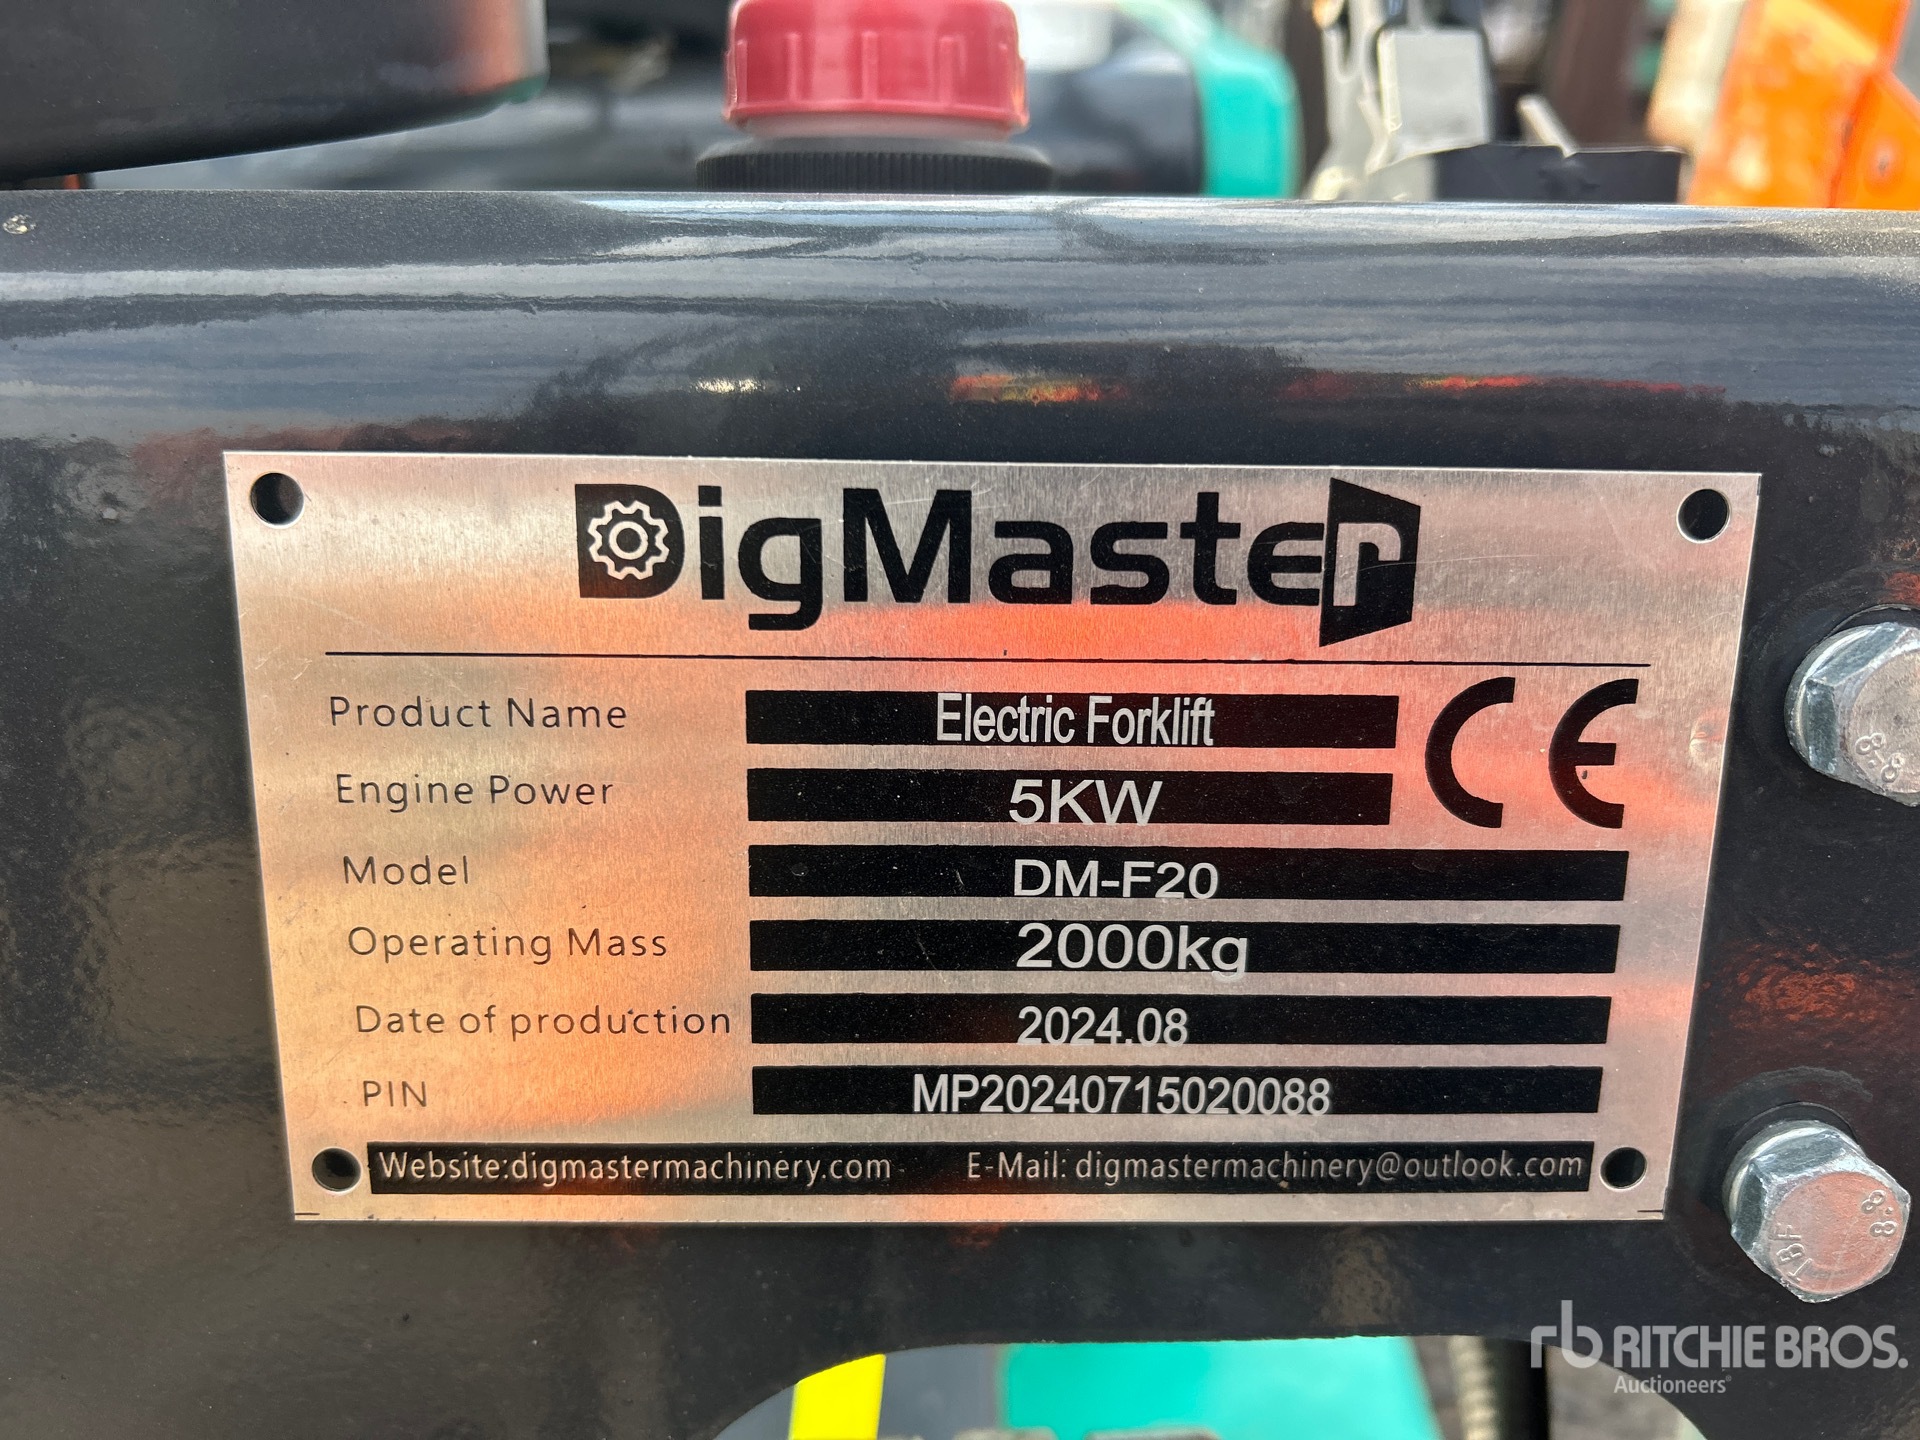 DigMaster
Product Name Electric Forklift
CE
Engine Power 5KW
Model DM-F20
Operating Mass 2000kg
Date of production 2024.08
PIN MP20240715020088
Website:digmastermachinery.com E-Mail: digmastermachinery@outlook.com
8.8
8.8
rb RITCHIE BROS.
Auctioneers